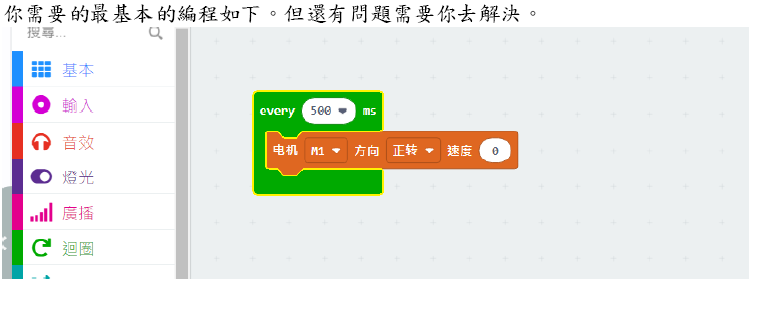 你需要的最基本的編程如下。但還有問題需要你去解決。
搜尋...
基本
輸入
音效
燈光
廣播
迴圈
every 500 ms
电机 M1 方向 正转 速度 0